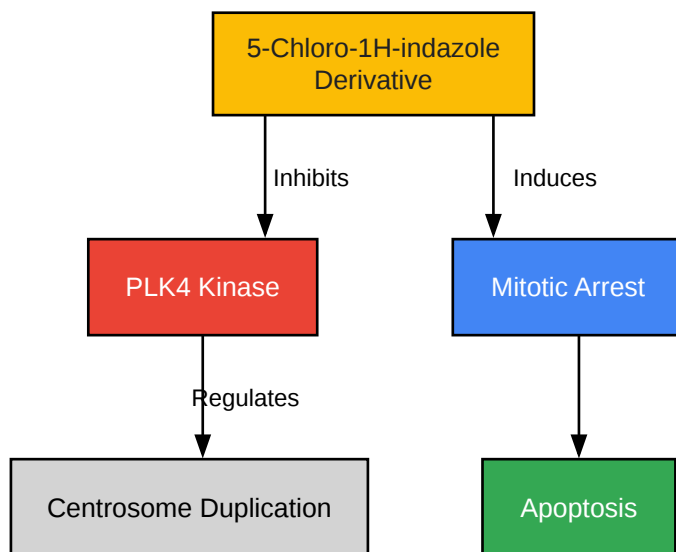 5-Chloro-1H-indazole
Derivative
Inhibits
Induces
PLK4 Kinase
Mitotic Arrest
Regulates
Centrosome Duplication
Apoptosis